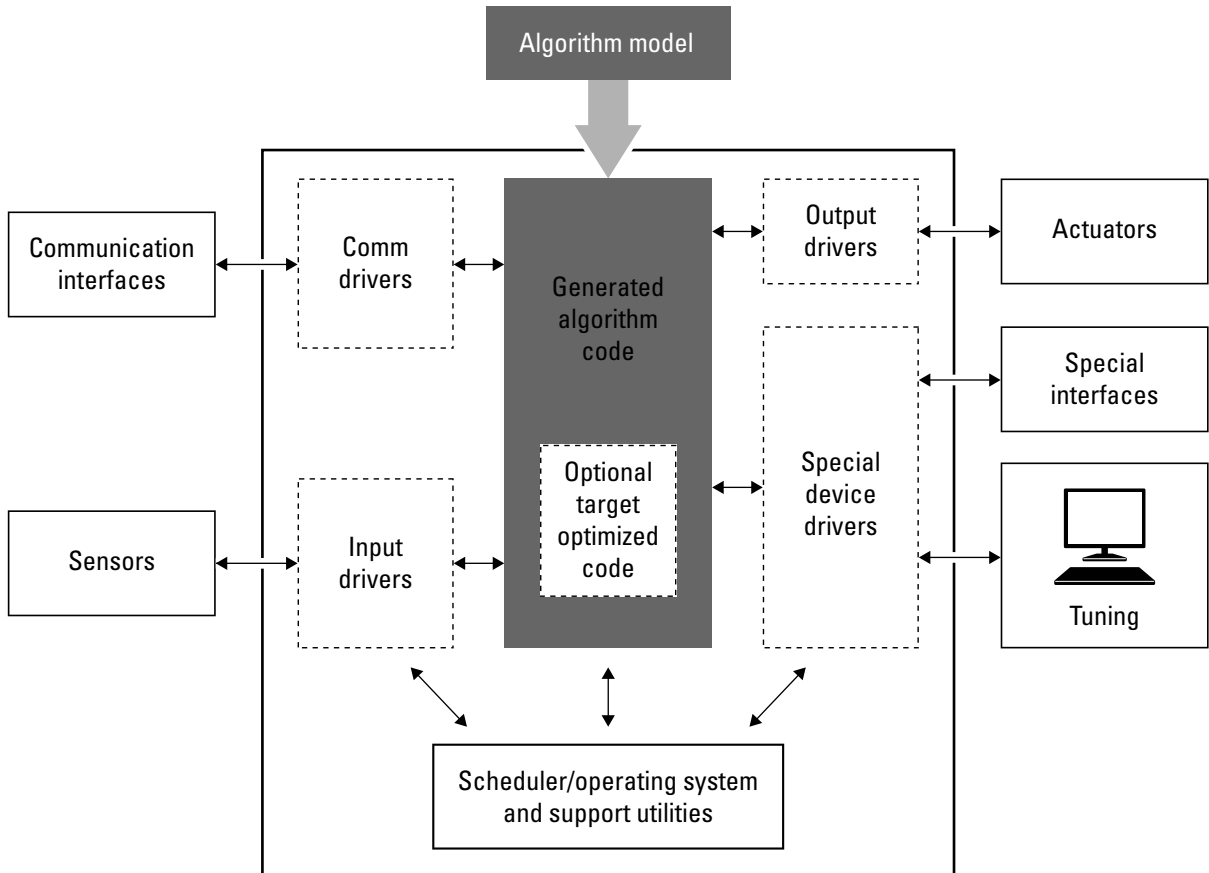 Algorithm model
Communication
interfaces
Comm
drivers
Generated
algorithm
code
Output
drivers
Actuators
Special
interfaces
Sensors
Input
drivers
Optional
target
optimized
code
Special
device
drivers
Tuning
Scheduler/operating system
and support utilities